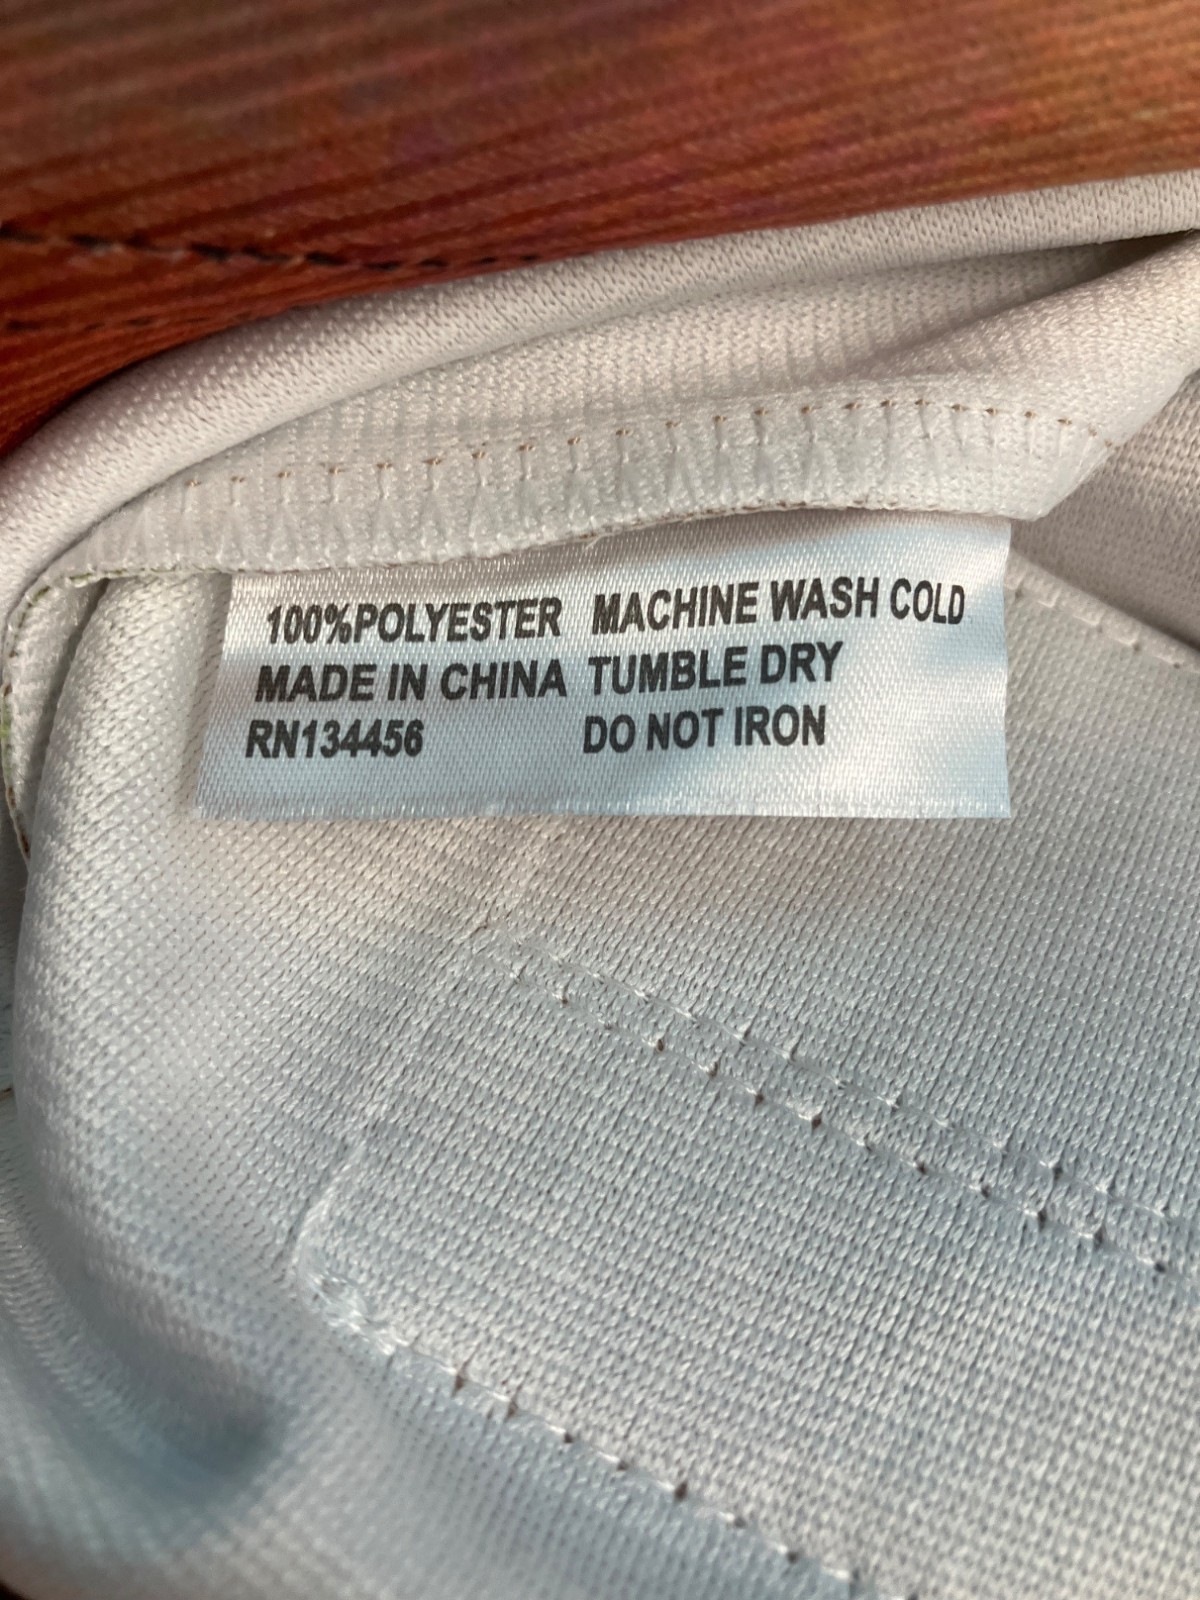 100%POLYESTER MACHINE WASH COLD
MADE IN CHINA TUMBLE DRY
RN134456 DO NOT IRON